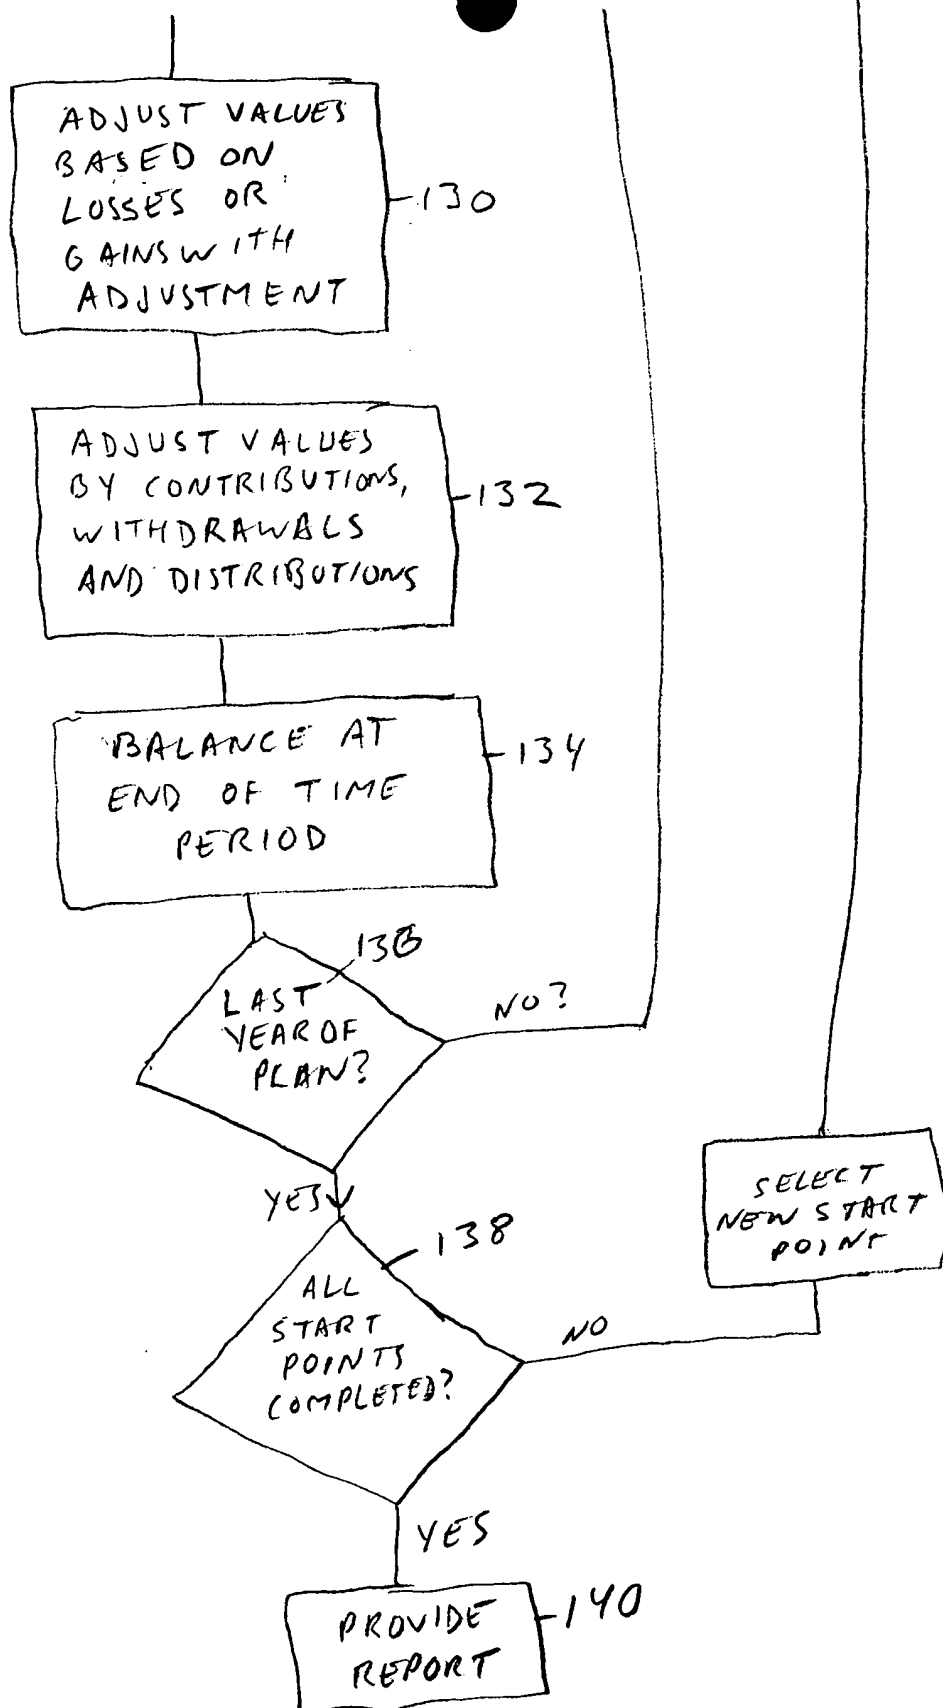 ADJUST VALUES
BASED ON
LOSSES OR
GAINS WITH
ADJUSTMENT
130
ADJUST VALUES
BY CONTRIBUTIONS,
WITHDRAWALS
AND DISTRIBUTIONS
132
BALANCE AT
END OF TIME
PERIOD
134
136
LAST
YEAR OF
PLAN?
NO?
YES
SELECT
NEW START
POINT
138
ALL
START
POINTS
COMPLETED?
NO
YES
PROVIDE
REPORT
140